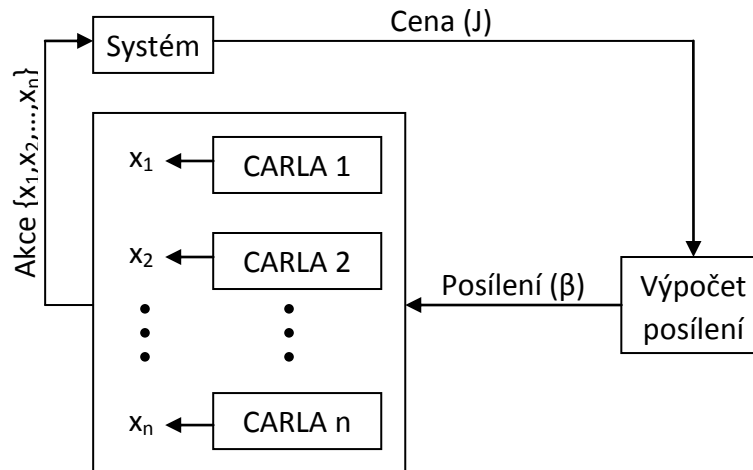 Cena (J)
Systém
Akce {x₁,x₂,...,xₙ}
x₁
CARLA 1
x₂
CARLA 2
Posílení (β)
Výpočet
posílení
xₙ
CARLA n